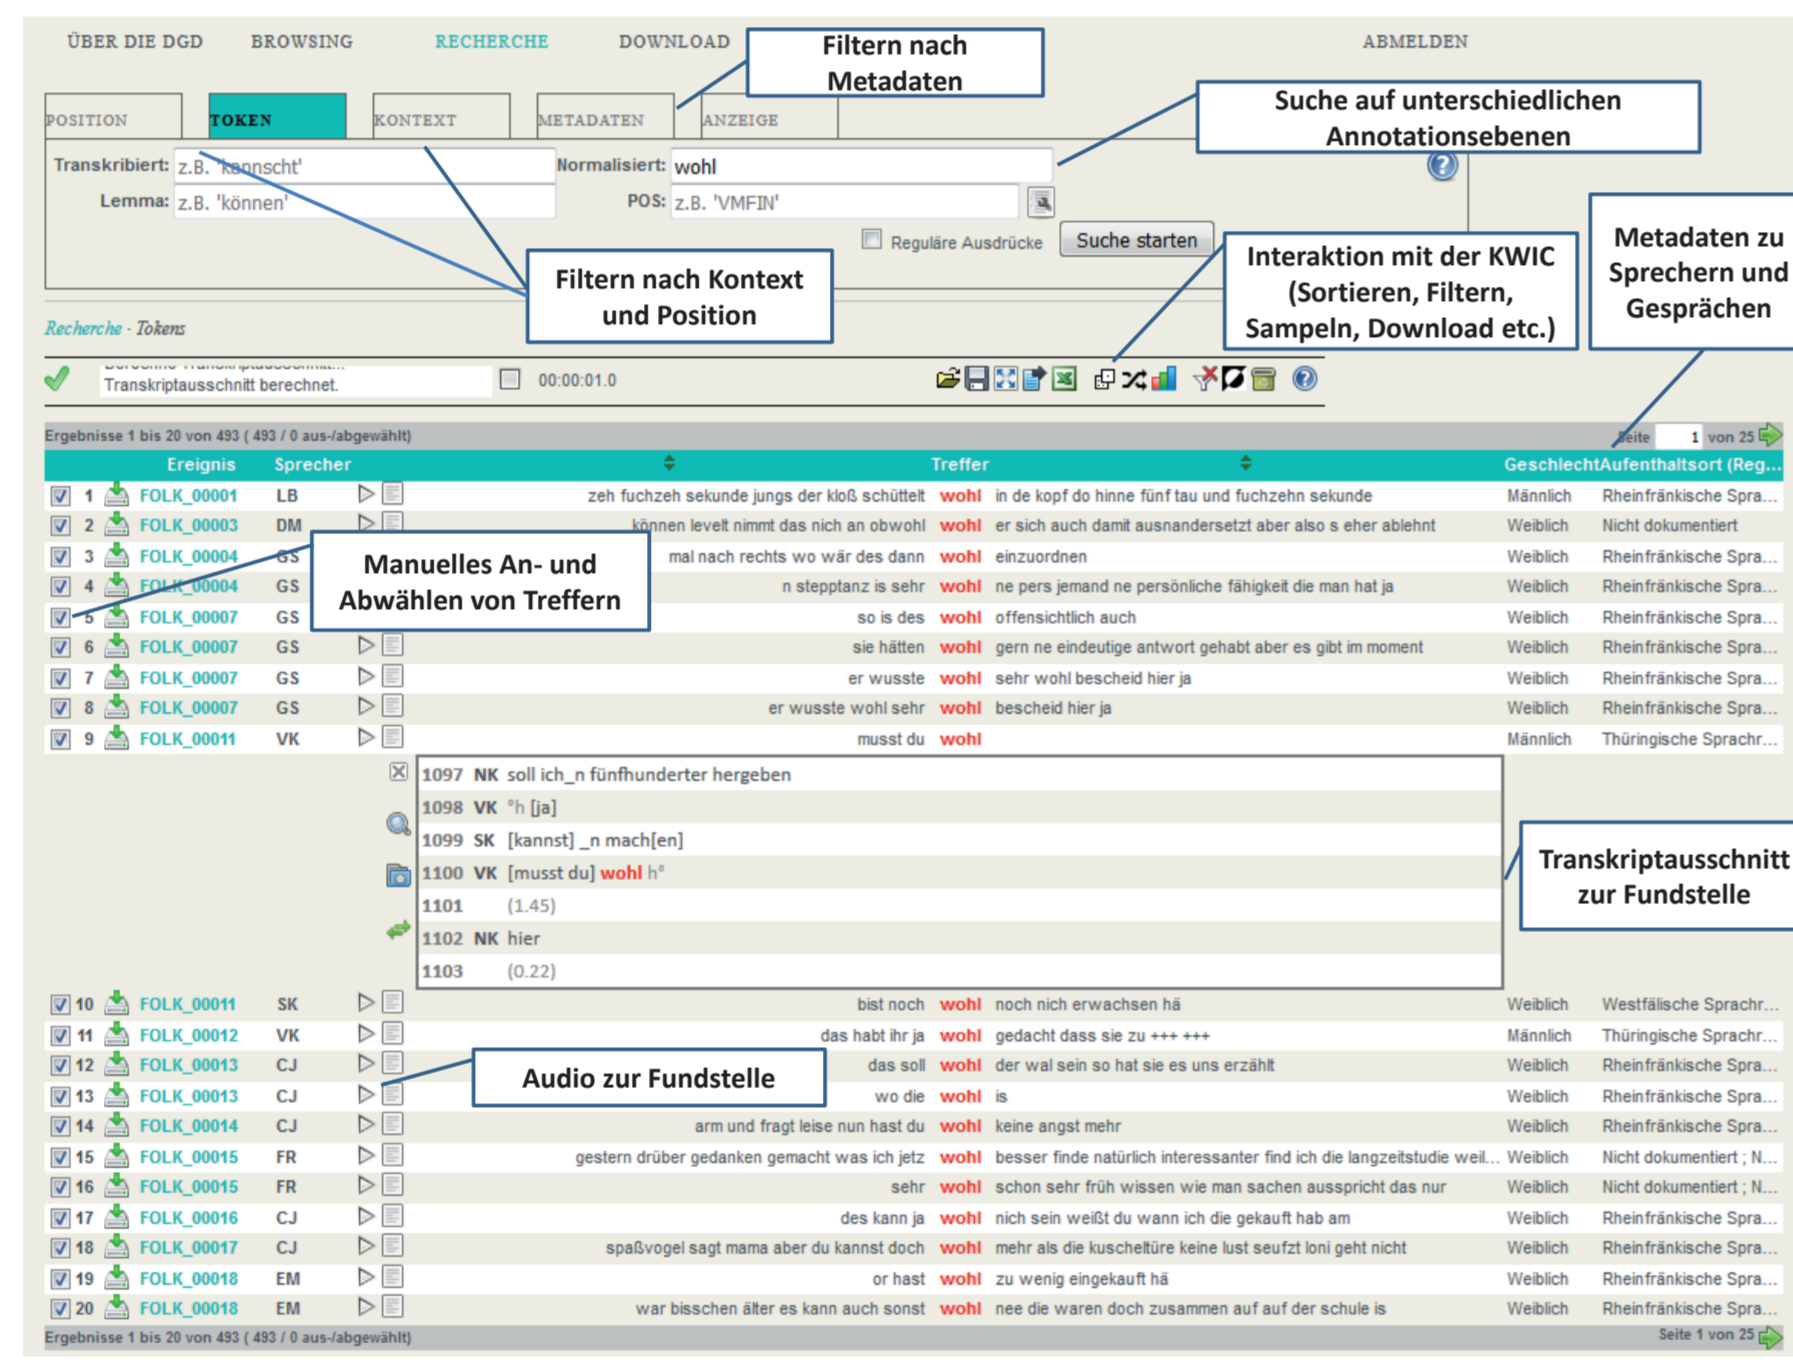 ÜBER DIE DGD BROWSING RECHERCHE DOWNLOAD ABMELDEN
Filtern nach
Metadaten
Suche auf unterschiedlichen
Annotationsebenen
POSITION TOKEN KONTEXT METADATEN ANZEIGE
Transkribiert: z.B. 'kannscht' Normalisiert: wohl
Lemma: z.B. 'können' POS: z.B. 'VMFIN'
Reguläre Ausdrücke Suche starten
Filtern nach Kontext
und Position
Interaktion mit der KWIC
(Sortieren, Filtern,
Sampeln, Download etc.)
Metadaten zu
Sprechern und
Gesprächen
Recherche - Tokens
Berechne Transkriptausschnitt...
Transkriptausschnitt berechnet. 00:00:01.0
Ergebnisse 1 bis 20 von 493 ( 493 / 0 aus-/abgewählt) Seite 1 von 25
Ereignis Sprecher Treffer Geschlecht Aufenthaltsort (Reg...
1 FOLK_00001 LB zeh fuchzeh sekunde jungs der kloß schüttelt wohl in de kopf do hinne fünf tau und fuchzehn sekunde Männlich Rheinfränkische Spra...
2 FOLK_00003 DM können levelt nimmt das nich an obwohl wohl er sich auch damit ausnandersetzt aber also s eher ablehnt Weiblich Nicht dokumentiert
3 FOLK_00004 GS mal nach rechts wo wär des dann wohl einzuordnen Weiblich Rheinfränkische Spra...
4 FOLK_00004 GS n stepptanz is sehr wohl ne pers jemand ne persönliche fähigkeit die man hat ja Weiblich Rheinfränkische Spra...
5 FOLK_00007 GS so is des wohl offensichtlich auch Weiblich Rheinfränkische Spra...
Manuelles An- und
Abwählen von Treffern
6 FOLK_00007 GS sie hätten wohl gern ne eindeutige antwort gehabt aber es gibt im moment Weiblich Rheinfränkische Spra...
7 FOLK_00007 GS er wusste wohl sehr wohl bescheid hier ja Weiblich Rheinfränkische Spra...
8 FOLK_00007 GS er wusste wohl sehr wohl bescheid hier ja Weiblich Rheinfränkische Spra...
9 FOLK_00011 VK musst du wohl Männlich Thüringische Sprachr...
1097 NK soll ich_n fünfhunderter hergeben
1098 VK °h [ja]
1099 SK [kannst] _n mach[en]
1100 VK [musst du] wohl h°
1101 (1.45)
1102 NK hier
1103 (0.22)
Transkriptausschnitt
zur Fundstelle
10 FOLK_00011 SK bist noch wohl noch nich erwachsen hä Weiblich Westfälische Sprachr...
11 FOLK_00012 VK das habt ihr ja wohl gedacht dass sie zu +++ +++ Männlich Thüringische Sprachr...
12 FOLK_00013 CJ das soll wohl der wal sein so hat sie es uns erzählt Weiblich Rheinfränkische Spra...
13 FOLK_00013 CJ wo die wohl is Weiblich Rheinfränkische Spra...
Audio zur Fundstelle
14 FOLK_00014 CJ arm und fragt leise nun hast du wohl keine angst mehr Weiblich Rheinfränkische Spra...
15 FOLK_00015 FR gestern drüber gedanken gemacht was ich jetz wohl besser finde natürlich interessanter find ich die langzeitstudie weil... Weiblich Nicht dokumentiert ; N...
16 FOLK_00015 FR sehr wohl schon sehr früh wissen wie man sachen ausspricht das nur Weiblich Nicht dokumentiert ; N...
17 FOLK_00016 CJ des kann ja wohl nich sein weißt du wann ich die gekauft hab am Weiblich Rheinfränkische Spra...
18 FOLK_00017 CJ spaßvogel sagt mama aber du kannst doch wohl mehr als die kuscheltüre keine lust seufzt loni geht nicht Weiblich Rheinfränkische Spra...
19 FOLK_00018 EM or hast wohl zu wenig eingekauft hä Weiblich Rheinfränkische Spra...
20 FOLK_00018 EM war bisschen älter es kann auch sonst wohl nee die waren doch zusammen auf auf der schule is Weiblich Rheinfränkische Spra...
Ergebnisse 1 bis 20 von 493 ( 493 / 0 aus-/abgewählt) Seite 1 von 25